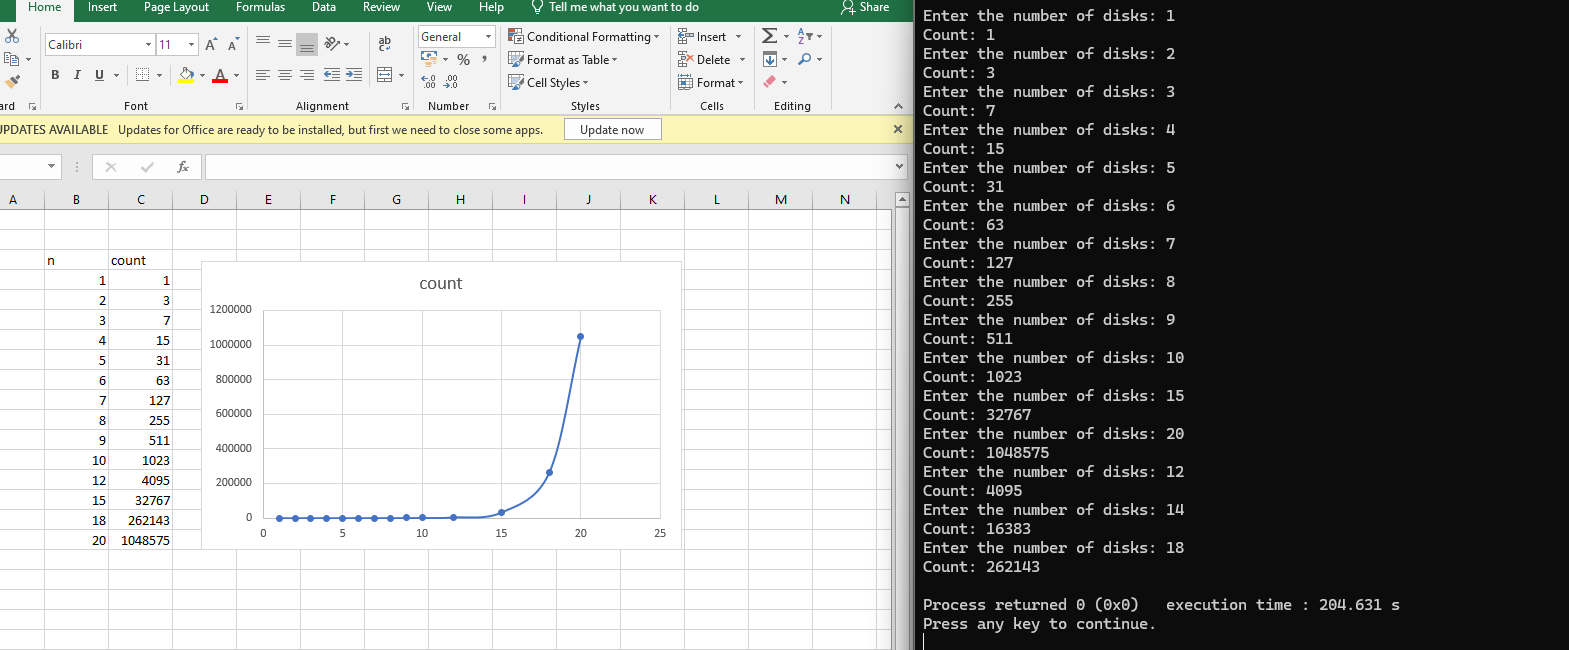 Home Insert Page Layout Formulas Data Review View Help Tell me what you want to do Share
Calibri 11 A A ab c General Conditional Formatting Insert
Format as Table Delete
B I U A % , Cell Styles Format
ard Font Alignment Number Styles Cells Editing
UPDATES AVAILABLE Updates for Office are ready to be installed, but first we need to close some apps. Update now
fx
A B C D E F G H I J K L M N
n count
1 1
2 3
3 7
4 15
5 31
6 63
7 127
8 255
9 511
10 1023
12 4095
15 32767
18 262143
20 1048575
count
1200000
1000000
800000
600000
400000
200000
0
0 5 10 15 20 25
Enter the number of disks: 1
Count: 1
Enter the number of disks: 2
Count: 3
Enter the number of disks: 3
Count: 7
Enter the number of disks: 4
Count: 15
Enter the number of disks: 5
Count: 31
Enter the number of disks: 6
Count: 63
Enter the number of disks: 7
Count: 127
Enter the number of disks: 8
Count: 255
Enter the number of disks: 9
Count: 511
Enter the number of disks: 10
Count: 1023
Enter the number of disks: 15
Count: 32767
Enter the number of disks: 20
Count: 1048575
Enter the number of disks: 12
Count: 4095
Enter the number of disks: 14
Count: 16383
Enter the number of disks: 18
Count: 262143
Process returned 0 (0x0) execution time : 204.631 s
Press any key to continue.